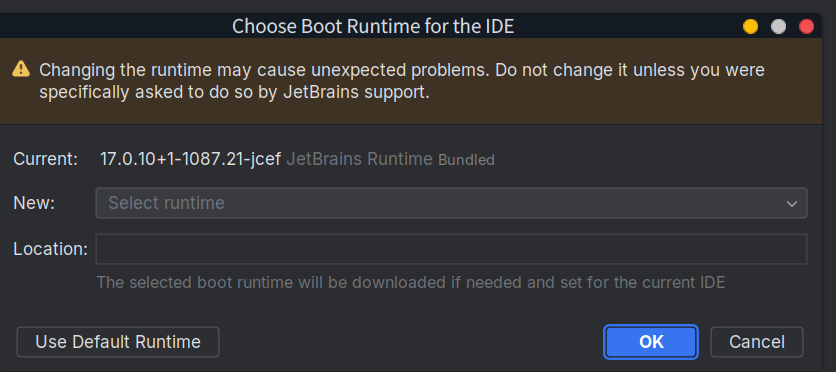 Choose Boot Runtime for the IDE
Changing the runtime may cause unexpected problems. Do not change it unless you were
specifically asked to do so by JetBrains support.
Current: 17.0.10+1-1087.21-jcef JetBrains Runtime Bundled
New: Select runtime
Location:
The selected boot runtime will be downloaded if needed and set for the current IDE
Use Default Runtime OK Cancel